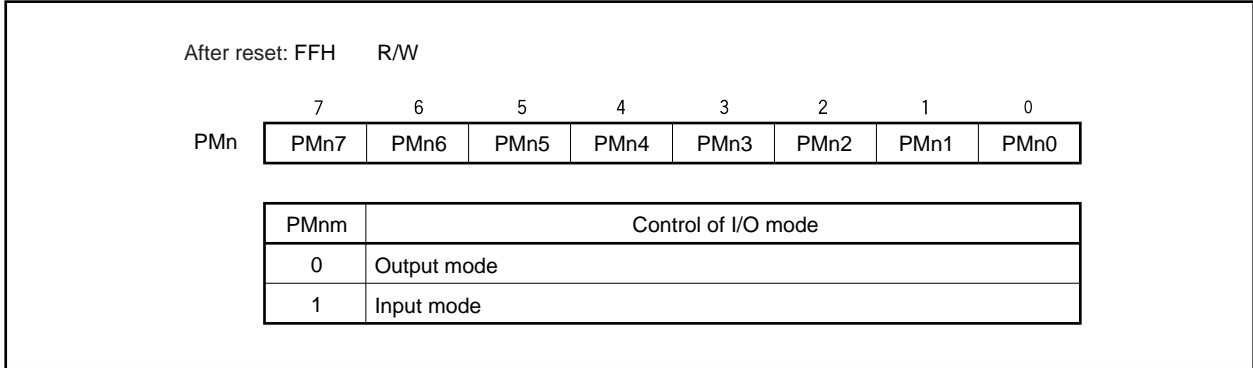 After reset: FFH R/W
7 6 5 4 3 2 1 0
PMn PMn7 PMn6 PMn5 PMn4 PMn3 PMn2 PMn1 PMn0
PMnm Control of I/O mode
0 Output mode
1 Input mode